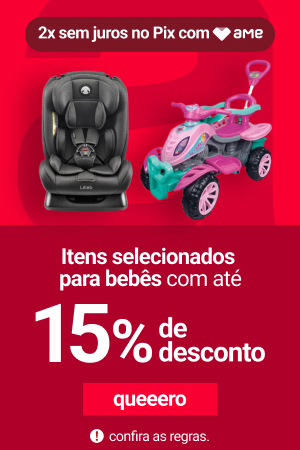 2x sem juros no Pix com ame
Itens selecionados
para bebês com até
15% de
desconto
queeero
! confira as regras.